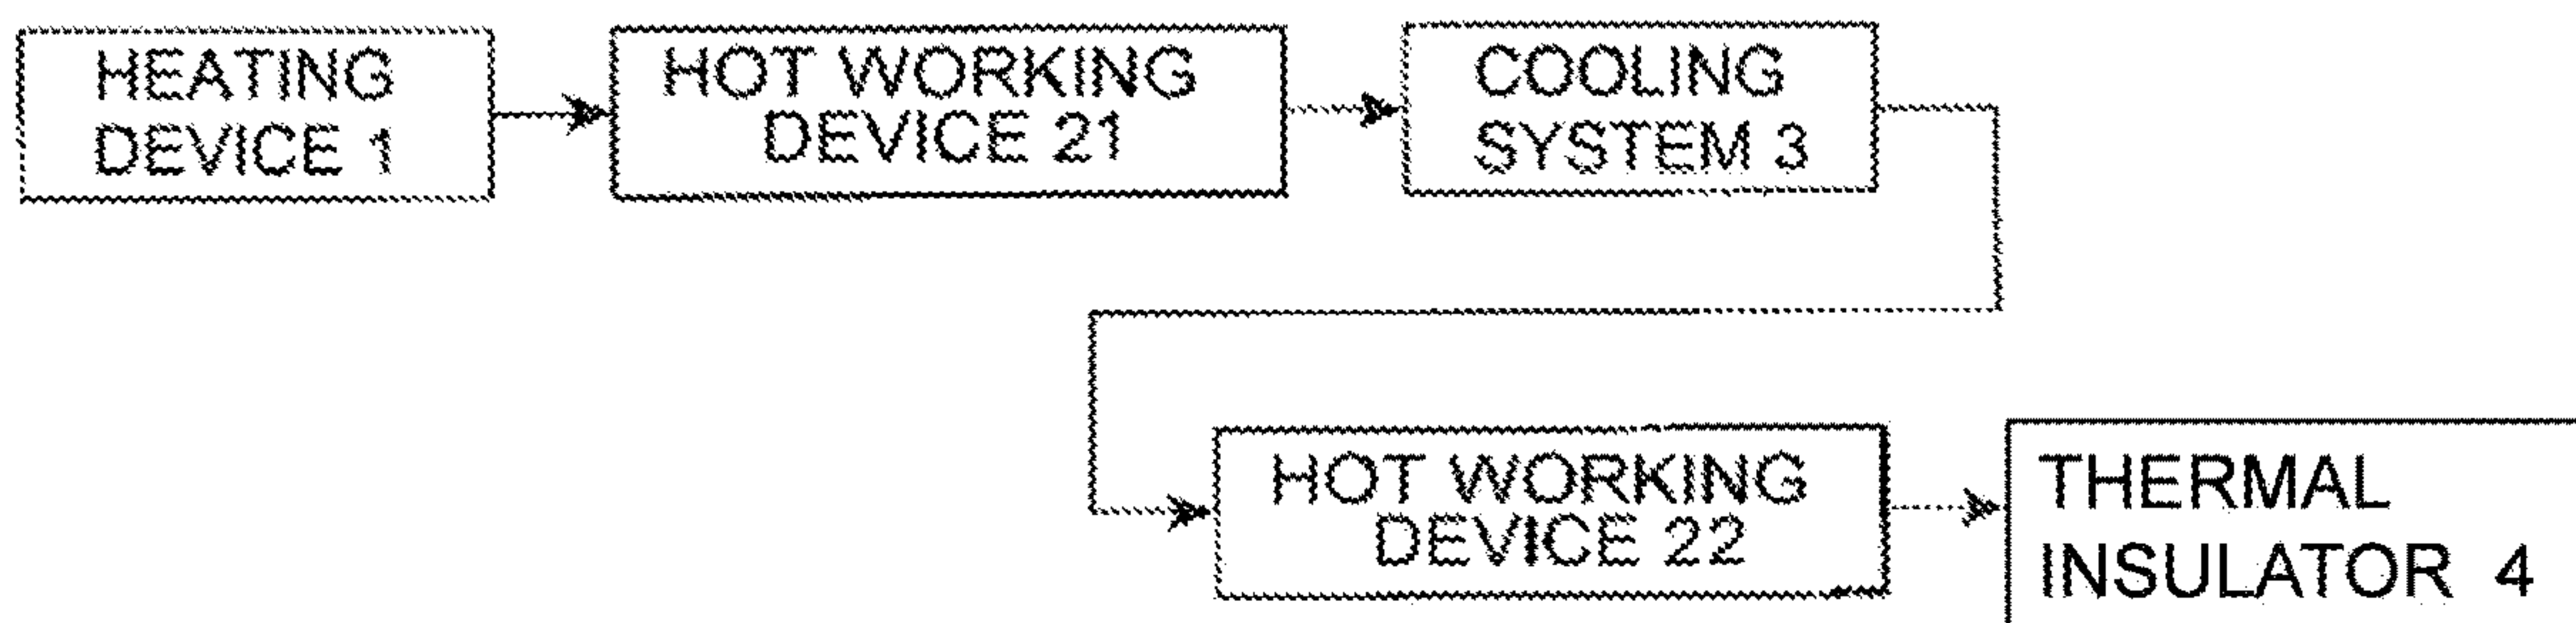 HEATING
DEVICE 1
HOT WORKING
DEVICE 21
COOLING
SYSTEM 3
HOT WORKING
DEVICE 22
THERMAL
INSULATOR 4